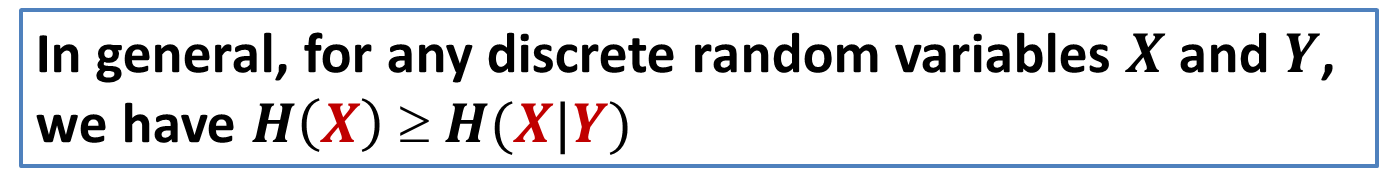 In general, for any discrete random variables X and Y,
we have H(X) ≥ H(X|Y)